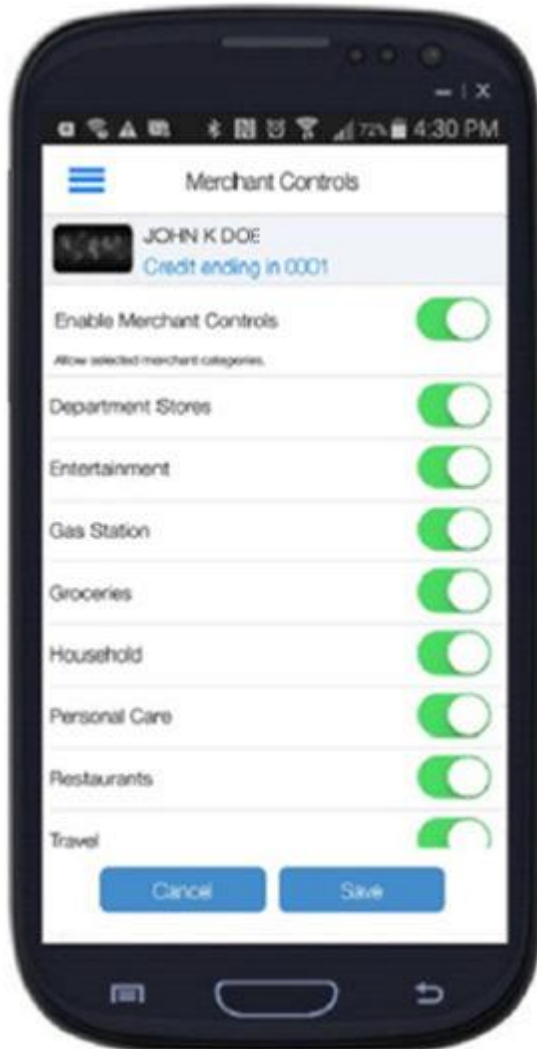 72% 4:30 PM
Merchant Controls
JOHN K DOE
Credit ending in 0001
Enable Merchant Controls
Allow selected merchant categories.
Department Stores
Entertainment
Gas Station
Groceries
Household
Personal Care
Restaurants
Travel
Cancel Save